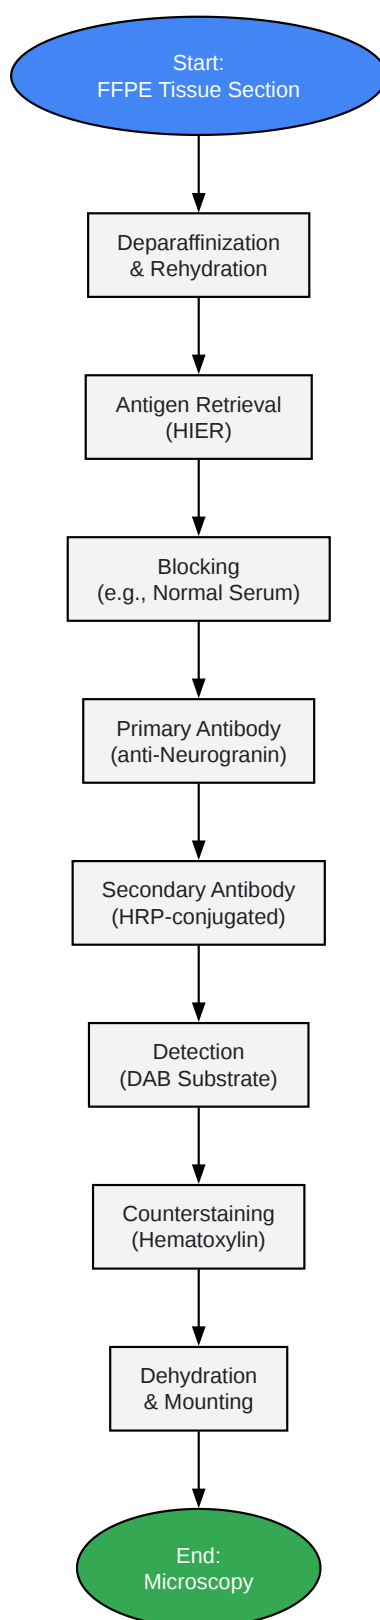 Start:
FFPE Tissue Section
Deparaffinization
& Rehydration
Antigen Retrieval
(HIER)
Blocking
(e.g., Normal Serum)
Primary Antibody
(anti-Neurogranin)
Secondary Antibody
(HRP-conjugated)
Detection
(DAB Substrate)
Counterstaining
(Hematoxylin)
Dehydration
& Mounting
End:
Microscopy